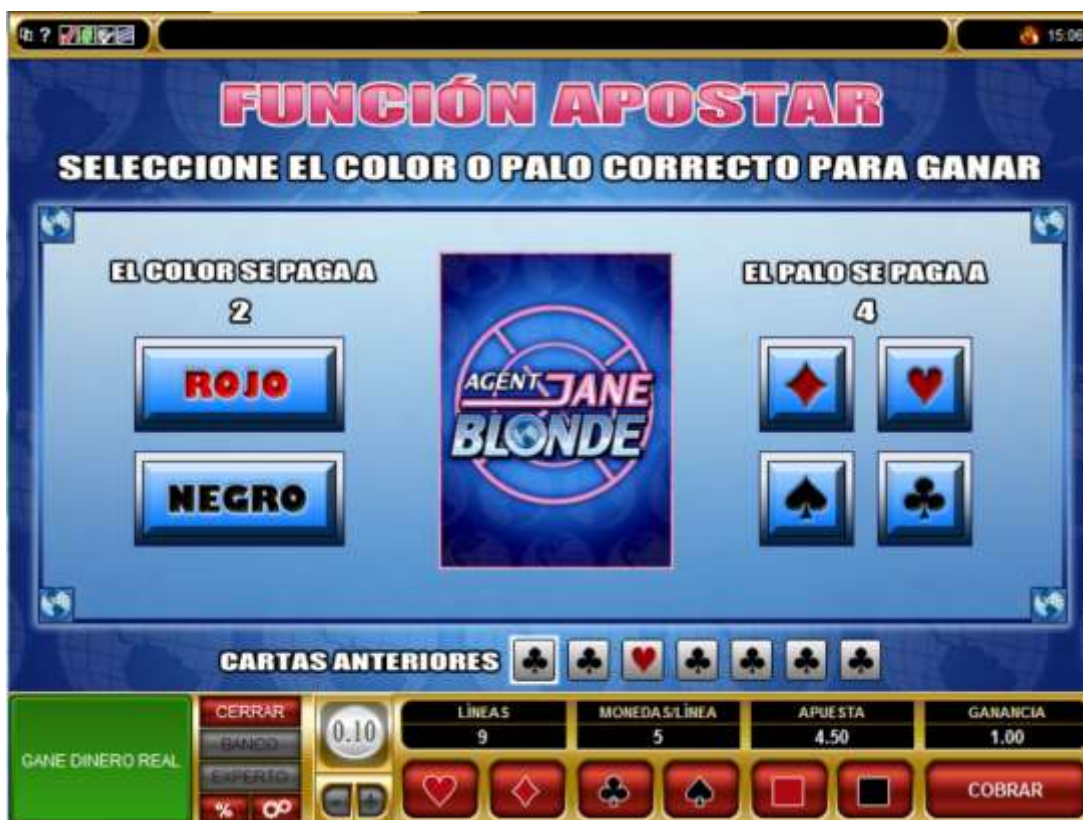 ? 15:06
FUNCIÓN APOSTAR
SELECCIONE EL COLOR O PALO CORRECTO PARA GANAR
EL COLOR SE PAGA A
2
ROJO
NEGRO
AGENT JANE
BLONDE
EL PALO SE PAGA A
4
CARTAS ANTERIORES
GANE DINERO REAL
CERRAR
BANCO
EXPERTO
%
0.10
- +
LÍNEAS
9
MONEDAS/LÍNEA
5
APUESTA
4.50
GANANCIA
1.00
COBRAR